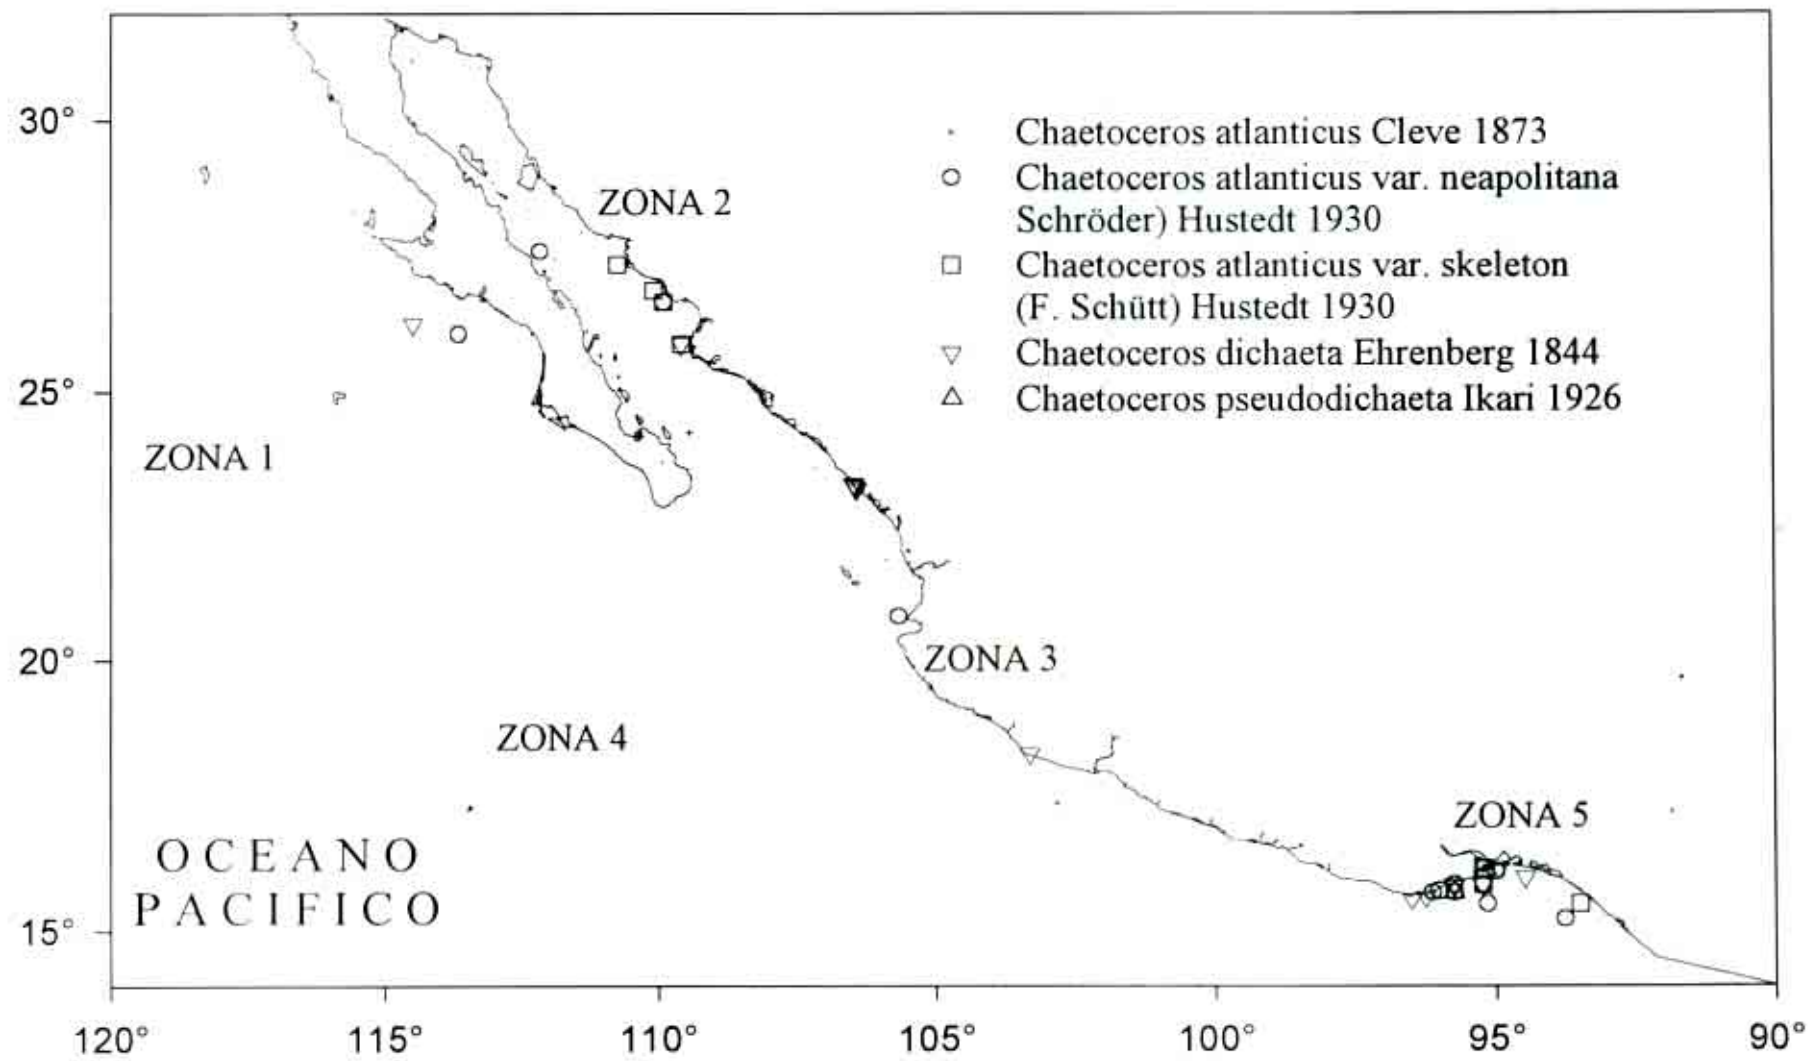 30°
Chaetoceros atlanticus Cleve 1873
Chaetoceros atlanticus var. neapolitana
Schröder) Hustedt 1930
ZONA 2
Chaetoceros atlanticus var. skeleton
(F. Schütt) Hustedt 1930
Chaetoceros dichaeta Ehrenberg 1844
25°
Chaetoceros pseudodichaeta Ikari 1926
ZONA 1
20°
ZONA 3
ZONA 4
ZONA 5
OCEANO
PACIFICO
15°
120° 115° 110° 105° 100° 95° 90°